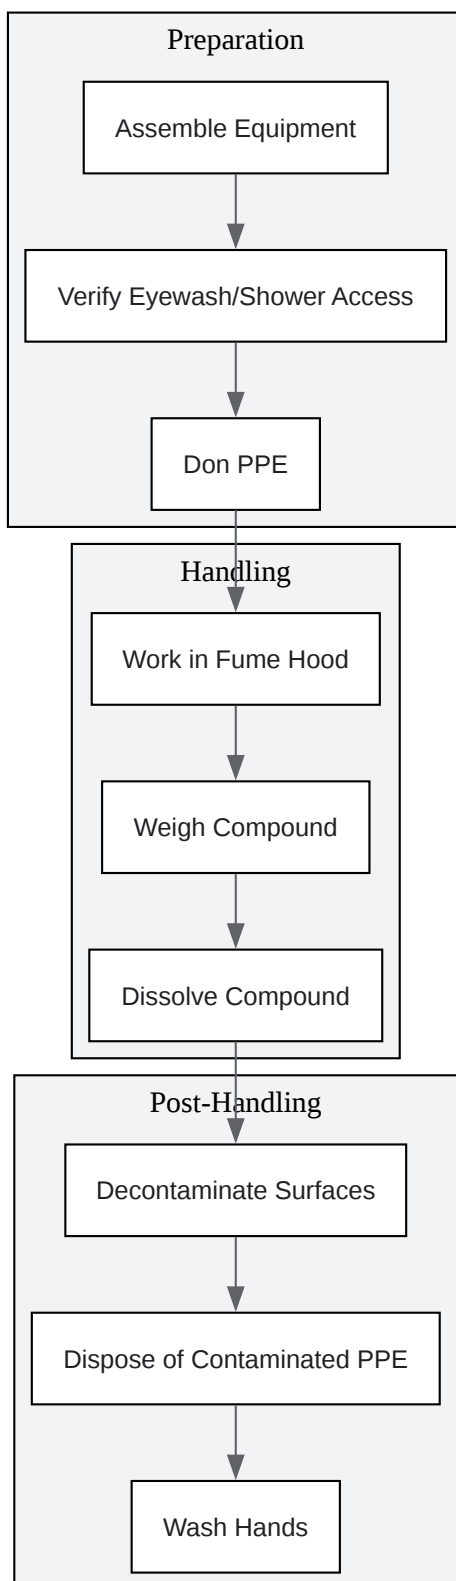 Preparation
Assemble Equipment
Verify Eyewash/Shower Access
Don PPE
Handling
Work in Fume Hood
Weigh Compound
Dissolve Compound
Post-Handling
Decontaminate Surfaces
Dispose of Contaminated PPE
Wash Hands